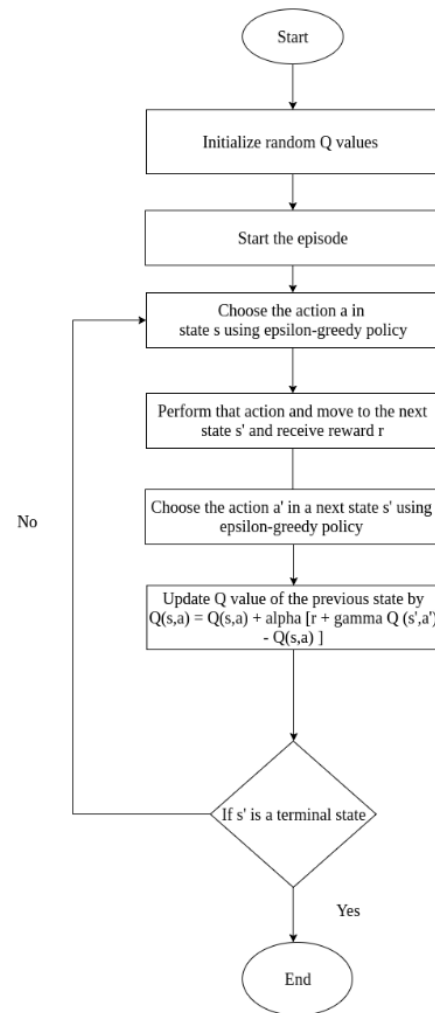 Start
Initialize random Q values
Start the episode
Choose the action a in
state s using epsilon-greedy policy
Perform that action and move to the next
state s' and receive reward r
Choose the action a' in a next state s' using
epsilon-greedy policy
No
Update Q value of the previous state by
Q(s,a) = Q(s,a) + alpha [r + gamma Q (s',a')
- Q(s,a) ]
If s' is a terminal state
Yes
End